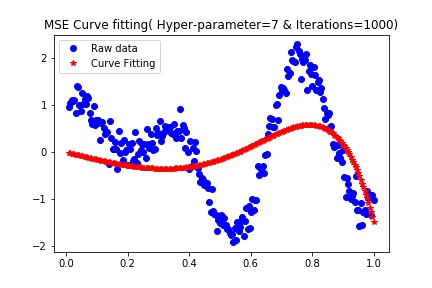 MSE Curve fitting( Hyper-parameter=7 & Iterations=1000)
Raw data
Curve Fitting
2
1
0
−1
−2
0.0 0.2 0.4 0.6 0.8 1.0